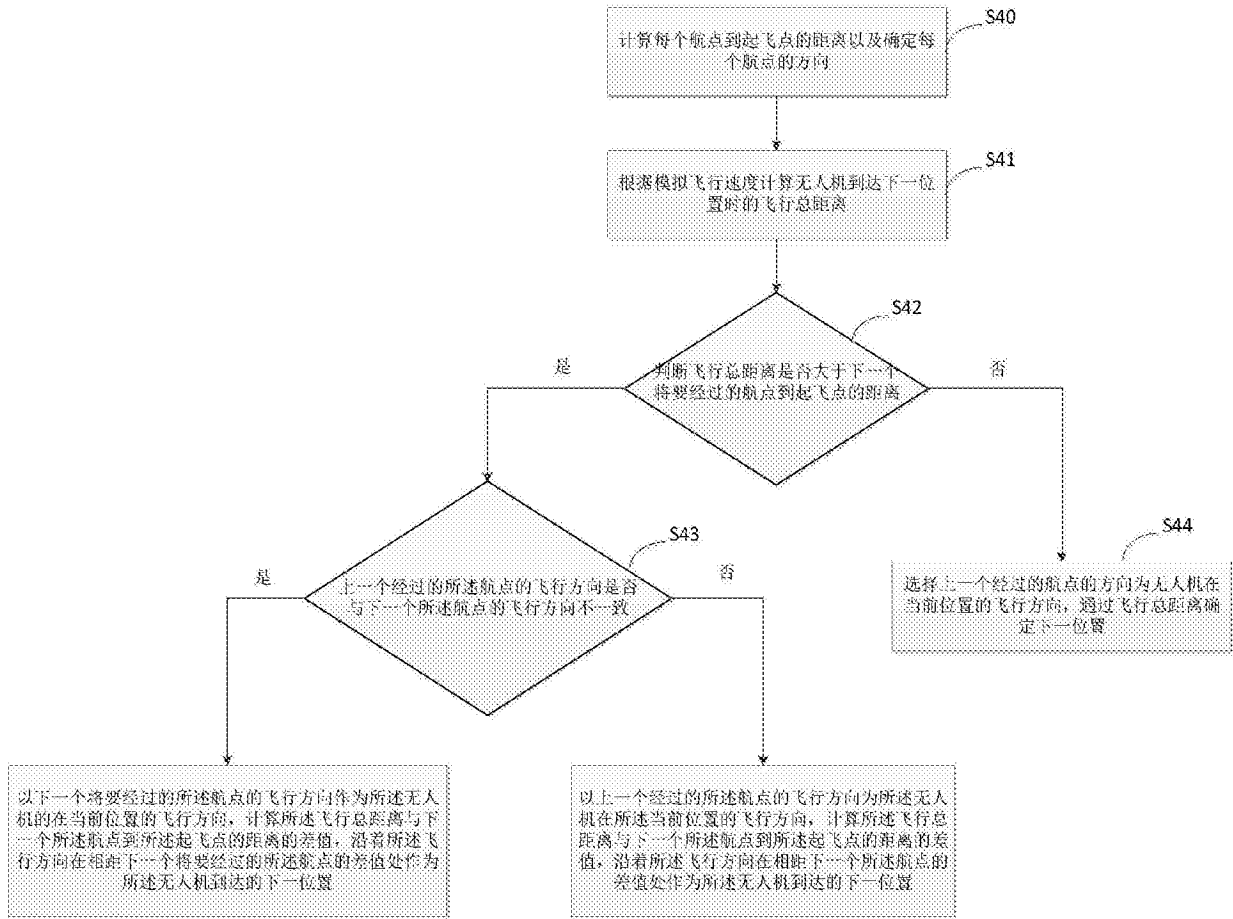 S40
计算每个航点到起飞点的距离以及确定每
个航点的方向
S41
根据模拟飞行速度计算无人机到达下一位
置时的飞行总距离
S42
判断飞行总距离是否大于下一个
将要经过的航点到起飞点的距离
是
否
S43
上一个经过的所述航点的飞行方向是否
与下一个所述航点的飞行方向不一致
是
否
S44
选择上一个经过的航点的方向为无人机在
当前位置的飞行方向，通过飞行总距离确
定下一位置
以下一个将要经过的所述航点的飞行方向作为所述无人
机的在当前位置的飞行方向，计算所述飞行总距离与下
一个所述航点到所述起飞点的距离的差值，沿着所述飞
行方向在相距下一个将要经过的所述航点的差值处作为
所述无人机到达的下一位置
以上一个经过的所述航点的飞行方向为所述无人机
在所述当前位置的飞行方向，计算所述飞行总
距离与下一个所述航点到所述起飞点的距离的差
值，沿着所述飞行方向在相距下一个所述航点的
差值处作为所述无人机到达的下一位置